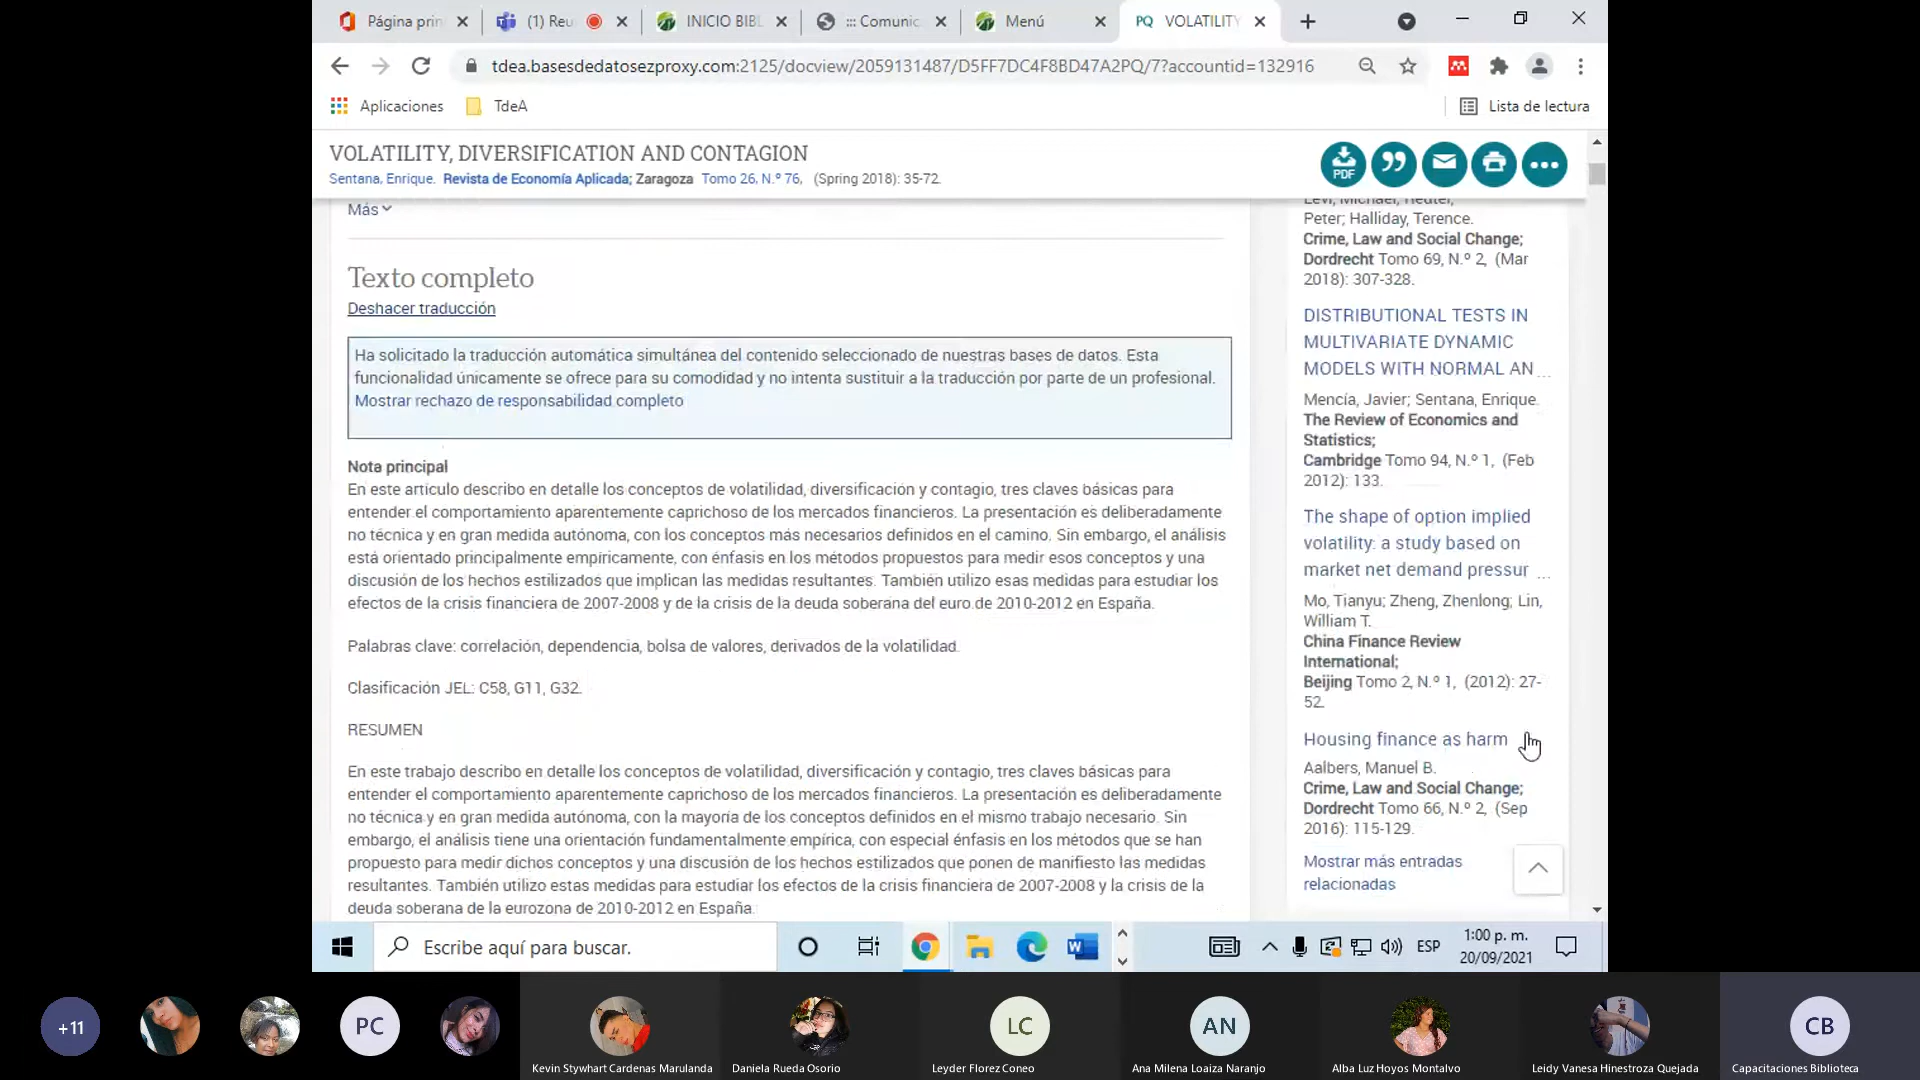 Página prin
(1) Reu
INICIO BIBL
::: Comunic
Menú
PQ VOLATILITY
tdea.basesdedatosezproxy.com:2125/docview/2059131487/D5FF7DC4F8BD47A2PQ/7?accountid=132916
Aplicaciones
TdeA
Lista de lectura
VOLATILITY, DIVERSIFICATION AND CONTAGION
Sentana, Enrique. Revista de Economía Aplicada; Zaragoza Tomo 26, N.º 76, (Spring 2018): 35-72.
PDF
Más
Texto completo
Deshacer traducción
Ha solicitado la traducción automática simultánea del contenido seleccionado de nuestras bases de datos. Esta
funcionalidad únicamente se ofrece para su comodidad y no intenta sustituir a la traducción por parte de un profesional.
Mostrar rechazo de responsabilidad completo
Nota principal
En este artículo describo en detalle los conceptos de volatilidad, diversificación y contagio, tres claves básicas para
entender el comportamiento aparentemente caprichoso de los mercados financieros. La presentación es deliberadamente
no técnica y en gran medida autónoma, con los conceptos más necesarios definidos en el camino. Sin embargo, el análisis
está orientado principalmente empíricamente, con énfasis en los métodos propuestos para medir esos conceptos y una
discusión de los hechos estilizados que implican las medidas resultantes. También utilizo esas medidas para estudiar los
efectos de la crisis financiera de 2007-2008 y de la crisis de la deuda soberana del euro de 2010-2012 en España.
Palabras clave: correlación, dependencia, bolsa de valores, derivados de la volatilidad.
Clasificación JEL: C58, G11, G32.
RESUMEN
En este trabajo describo en detalle los conceptos de volatilidad, diversificación y contagio, tres claves básicas para
entender el comportamiento aparentemente caprichoso de los mercados financieros. La presentación es deliberadamente
no técnica y en gran medida autónoma, con la mayoría de los conceptos definidos en el mismo trabajo necesario. Sin
embargo, el análisis tiene una orientación fundamentalmente empírica, con especial énfasis en los métodos que se han
propuesto para medir dichos conceptos y una discusión de los hechos estilizados que ponen de manifiesto las medidas
resultantes. También utilizo estas medidas para estudiar los efectos de la crisis financiera de 2007-2008 y la crisis de la
deuda soberana de la eurozona de 2010-2012 en España.
Levi, Michael; Reuter,
Peter; Halliday, Terence.
Crime, Law and Social Change;
Dordrecht Tomo 69, N.º 2, (Mar
2018): 307-328.
DISTRIBUTIONAL TESTS IN
MULTIVARIATE DYNAMIC
MODELS WITH NORMAL AN ...
Mencía, Javier; Sentana, Enrique.
The Review of Economics and
Statistics;
Cambridge Tomo 94, N.º 1, (Feb
2012): 133.
The shape of option implied
volatility: a study based on
market net demand pressur ...
Mo, Tianyu; Zheng, Zhenlong; Lin,
William T.
China Finance Review
International;
Beijing Tomo 2, N.º 1, (2012): 27-
52.
Housing finance as harm
Aalbers, Manuel B.
Crime, Law and Social Change;
Dordrecht Tomo 66, N.º 2, (Sep
2016): 115-129.
Mostrar más entradas
relacionadas
Escribe aquí para buscar.
ESP
1:00 p. m.
20/09/2021
+11
PC
Kevin Stywhart Cardenas Marulanda
Daniela Rueda Osorio
LC
Leyder Florez Coneo
AN
Ana Milena Loaiza Naranjo
Alba Luz Hoyos Montalvo
Leidy Vanesa Hinestroza Quejada
CB
Capacitaciones Biblioteca